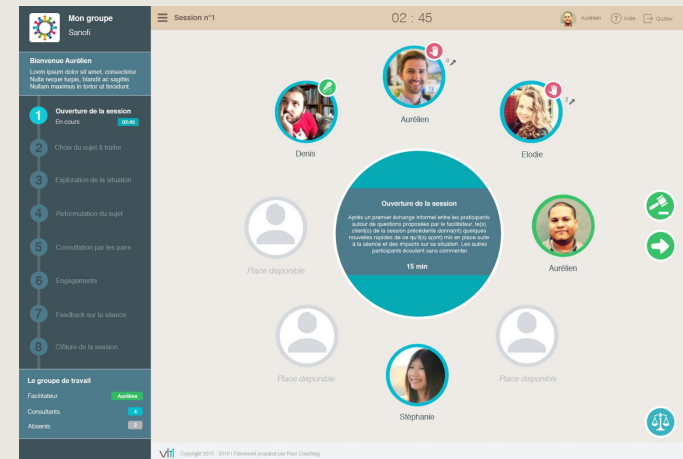 Mon groupe
Sanofi
Session n°1
02 : 45
Aurélien
Aide
Quitter
Bienvenue Aurélien
Loem ipsum dolor sit amet, consectetur
Nulla neque turpis, blandit ac sagittis
Nullam maximus in tortor ut tincidunt
1 Ouverture de la session
En cours 02:45
2 Choix du sujet à traiter
3 Exploration de la situation
4 Reformulation du sujet
5 Consultation par les pairs
6 Engagements
7 Feedback sur la séance
8 Clôture de la session
Le groupe de travail
Facilitateur Aurélien
Consultants 4
Absents
Aurélien
Denis
Elodie
Ouverture de la session
Après un premier échange informel entre les praticipants
autour de questions proposées par le facilitateur, le(s)
client(s) de la session précédente donne(nt) quelques
nouvelles rapides de ce qu'il(s) a(ont) mis en place suite
à la séance et des impacts sur sa situation. Les autres
participants écoutent sans commenter.
15 min
Aurélien
Place disponible
Place disponible
Place disponible
Stéphanie
Copyright 2015 - 2016 I Fièrement propulsé par Peer Coaching